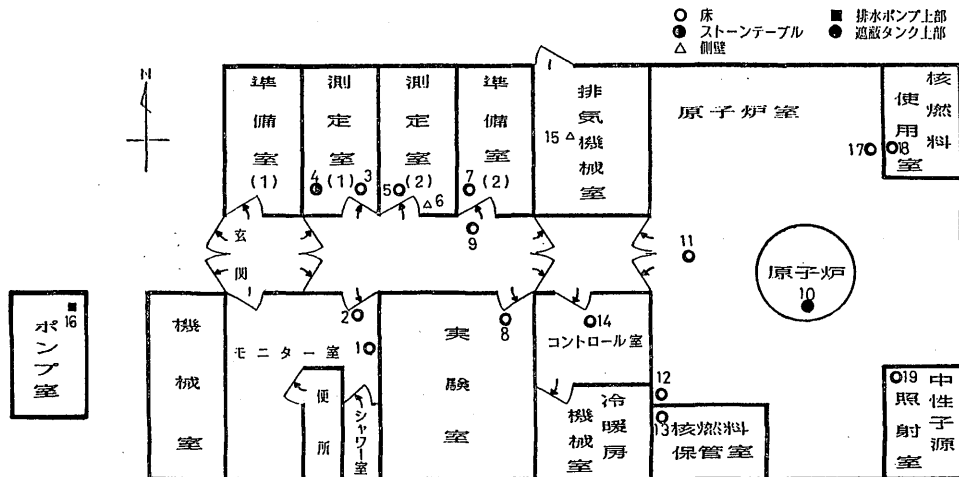 ○ 床
◐ ストーンテーブル
△ 側壁
■ 排水ポンプ上部
● 遮蔽タンク上部
N
準備室(1)
測定室(1)
測定室(2)
準備室(2)
排気機械室
原子炉室
核燃料
使用室
4
3
5
6
7
15
17
18
9
11
玄関
原子炉
10
ポンプ室
16
機械室
モニター室
2
1
便所
シャワー室
実験室
8
14
コントロール室
冷暖房
機械室
12
13
核燃料
保管室
19
中性子源
照射室